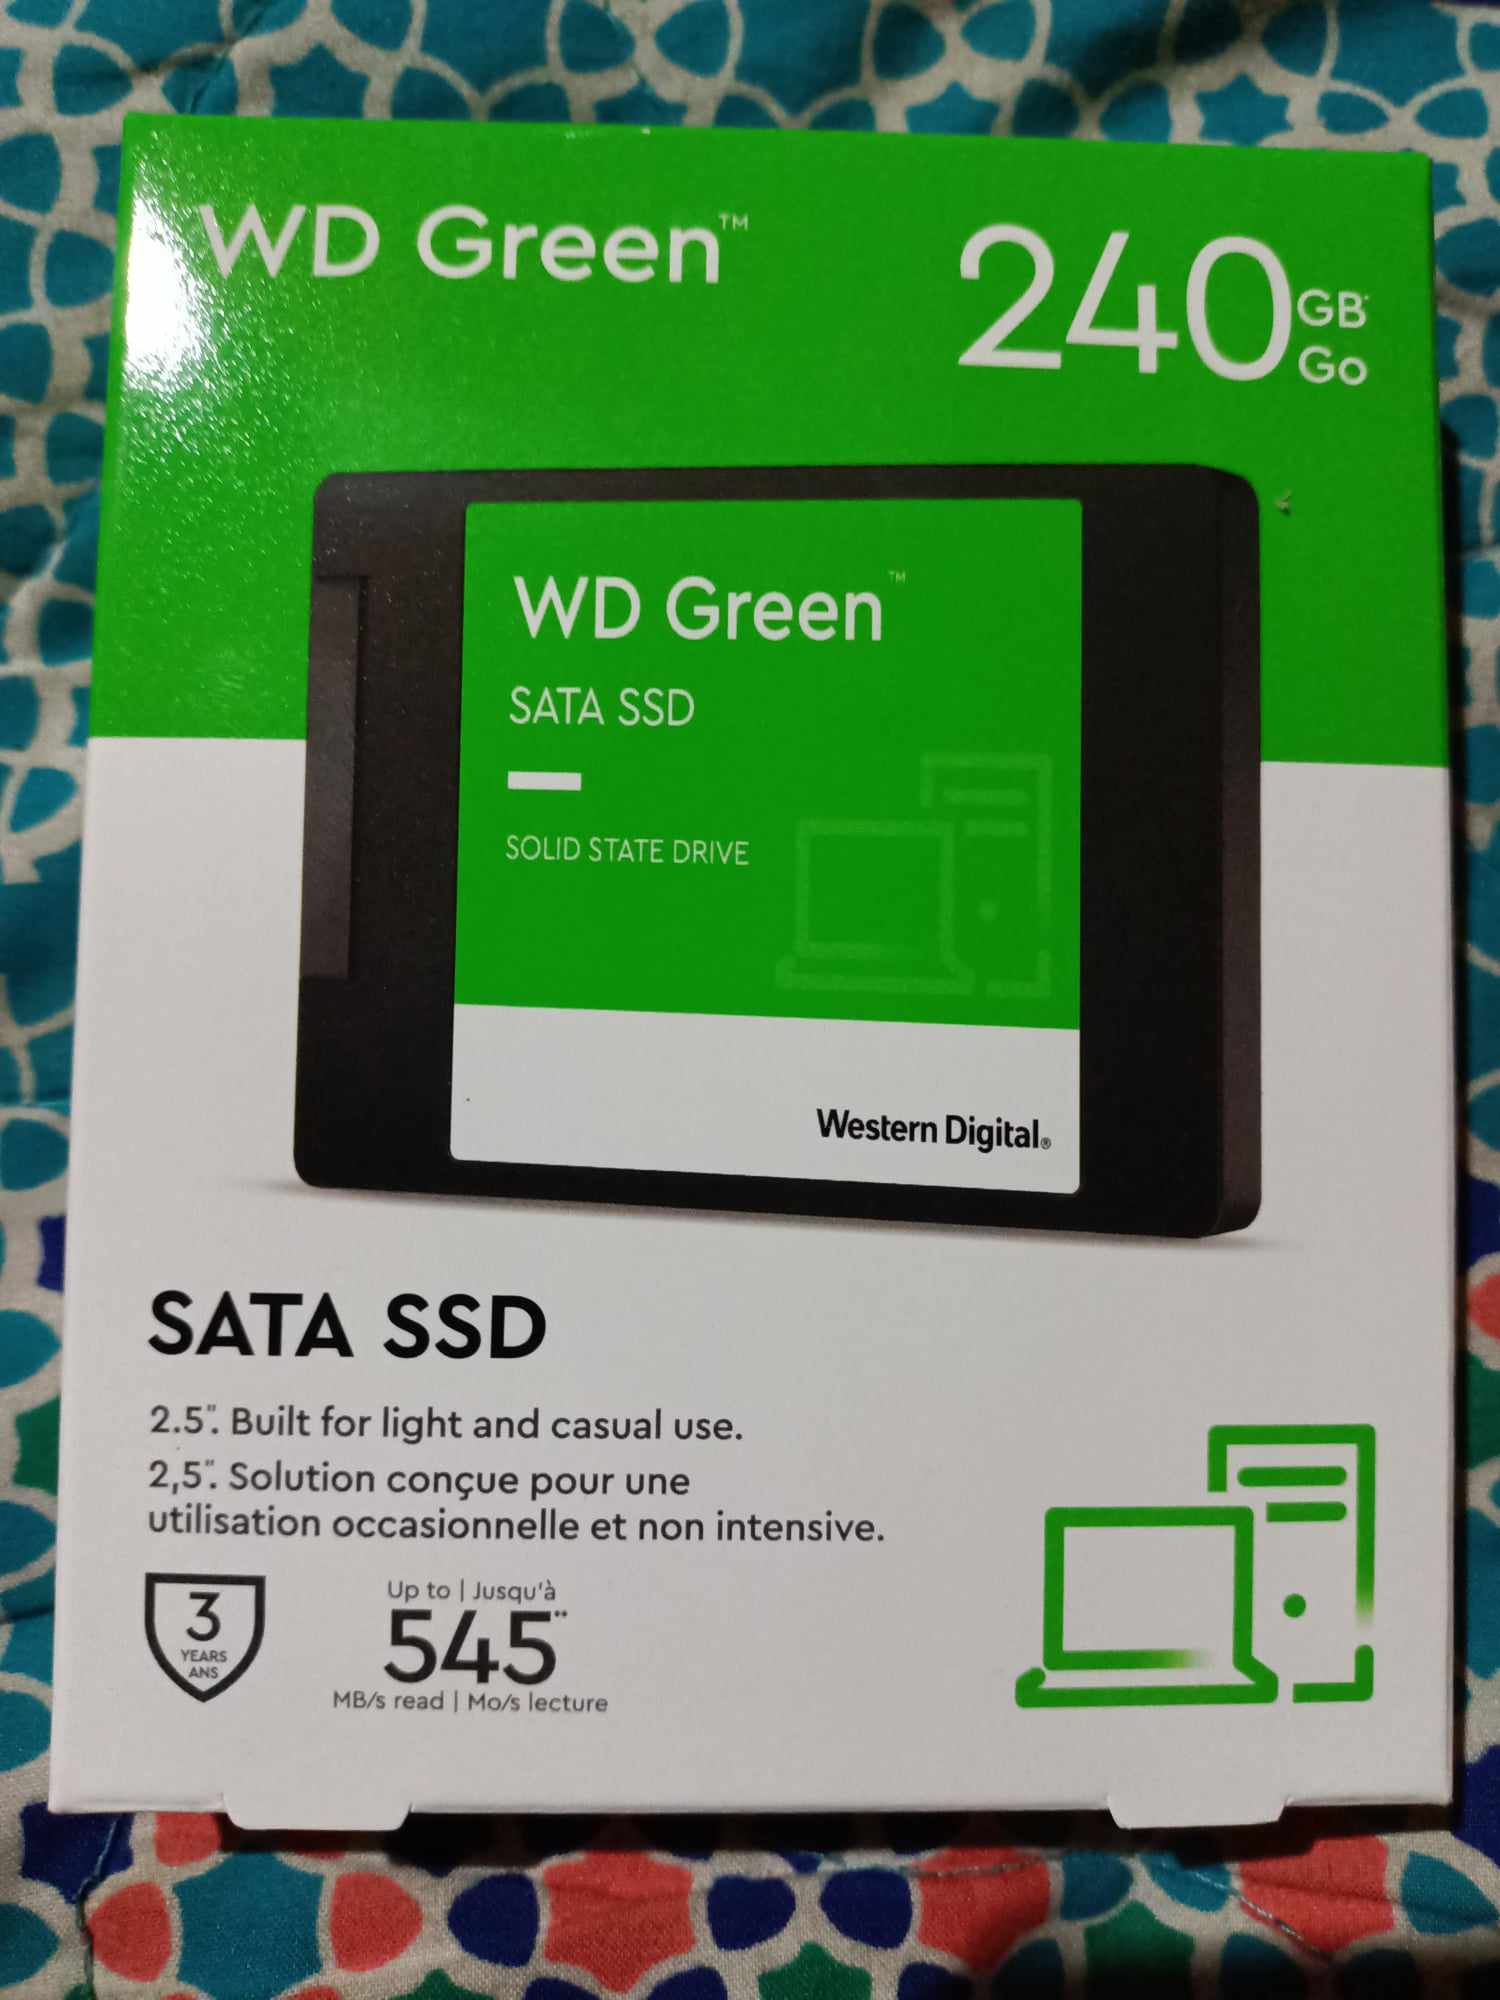 WD Green™
240 GB*
Go
WD Green™
SATA SSD
SOLID STATE DRIVE
Western Digital®
SATA SSD
2.5". Built for light and casual use.
2,5". Solution conçue pour une
utilisation occasionnelle et non intensive.
3
YEARS
ANS
Up to | Jusqu'à
545**
MB/s read | Mo/s lecture